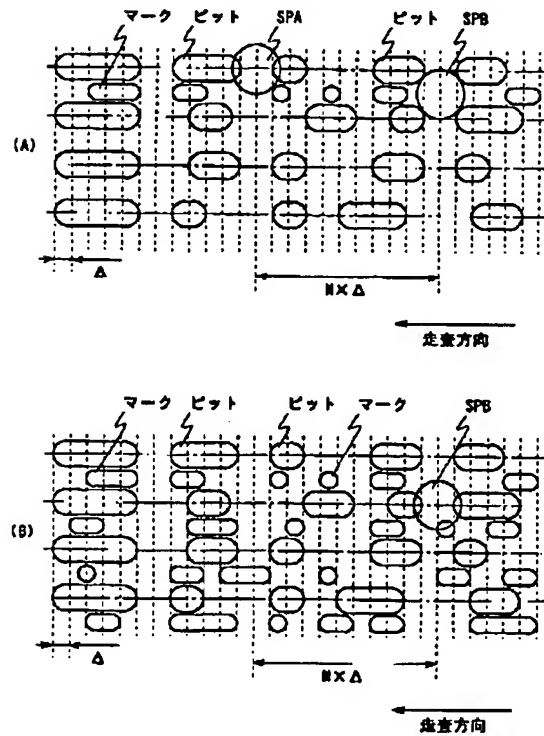 マーク ピット SPA ピット SPB
(A)
Δ
N×Δ
走査方向
マーク ピット ピット マーク SPB
(B)
Δ
N×Δ
走査方向